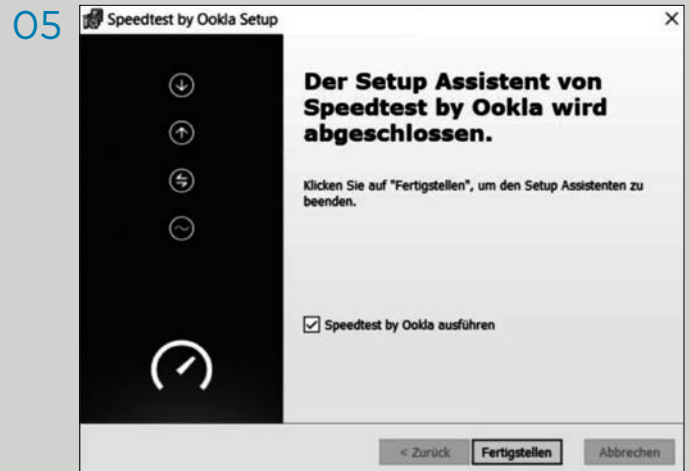 05
Speedtest by Ookla Setup
Der Setup Assistent von
Speedtest by Ookla wird
abgeschlossen.
Klicken Sie auf "Fertigstellen", um den Setup Assistenten zu
beenden.
Speedtest by Ookla ausführen
< Zurück Fertigstellen Abbrechen